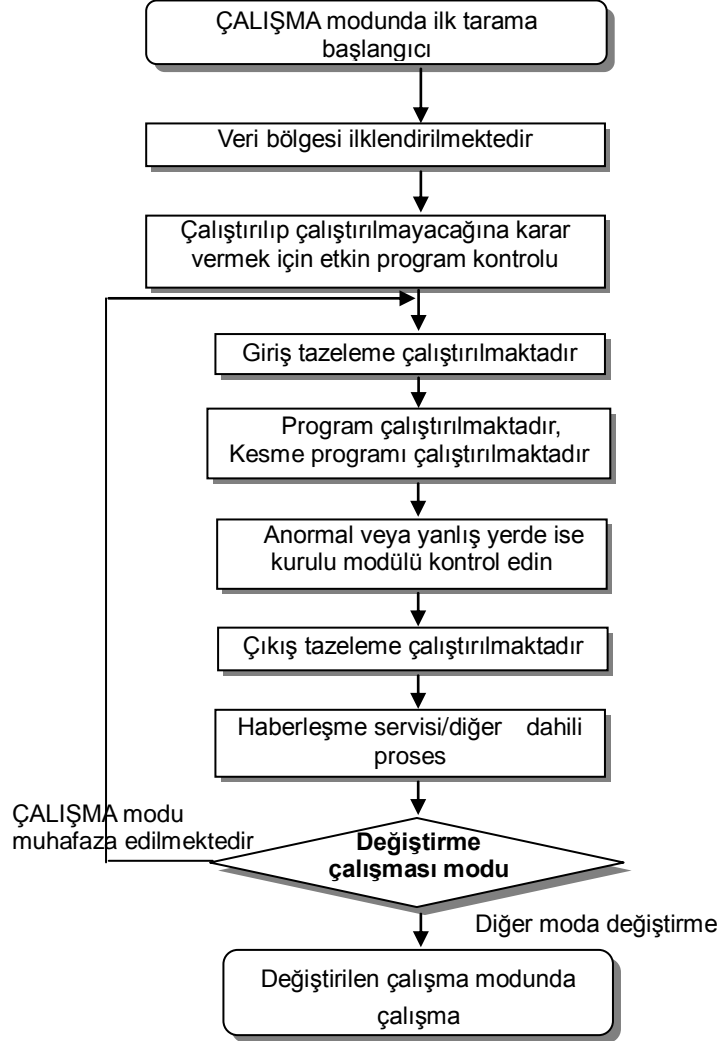 ÇALIŞMA modunda ilk tarama
başlangıcı
Veri bölgesi ilklendirilmektedir
Çalıştırılıp çalıştırılmayacağına karar
vermek için etkin program kontrolu
Giriş tazeleme çalıştırılmaktadır
Program çalıştırılmaktadır,
Kesme programı çalıştırılmaktadır
Anormal veya yanlış yerde ise
kurulu modülü kontrol edin
Çıkış tazeleme çalıştırılmaktadır
Haberleşme servisi/diğer dahili
proses
ÇALIŞMA modu
muhafaza edilmektedir
Değiştirme
çalışması modu
Diğer moda değiştirme
Değiştirilen çalışma modunda
çalışma